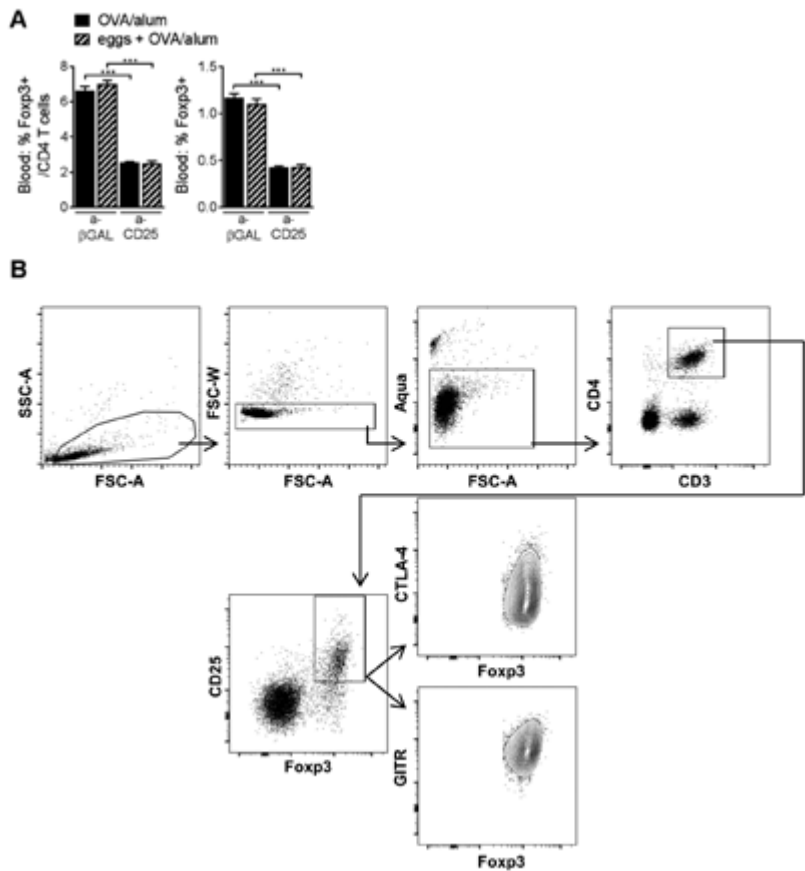 A
OVA/alum
eggs + OVA/alum
Blood: % Foxp3+
/CD4 T cells
8
6
4
2
0
***
***
a-
βGAL
a-
CD25
Blood: % Foxp3+
1.5
1.0
0.5
0.0
***
***
a-
βGAL
a-
CD25
B
SSC-A
FSC-A
FSC-W
FSC-A
Aqua
FSC-A
CD4
CD3
CD25
Foxp3
CTLA-4
Foxp3
GITR
Foxp3